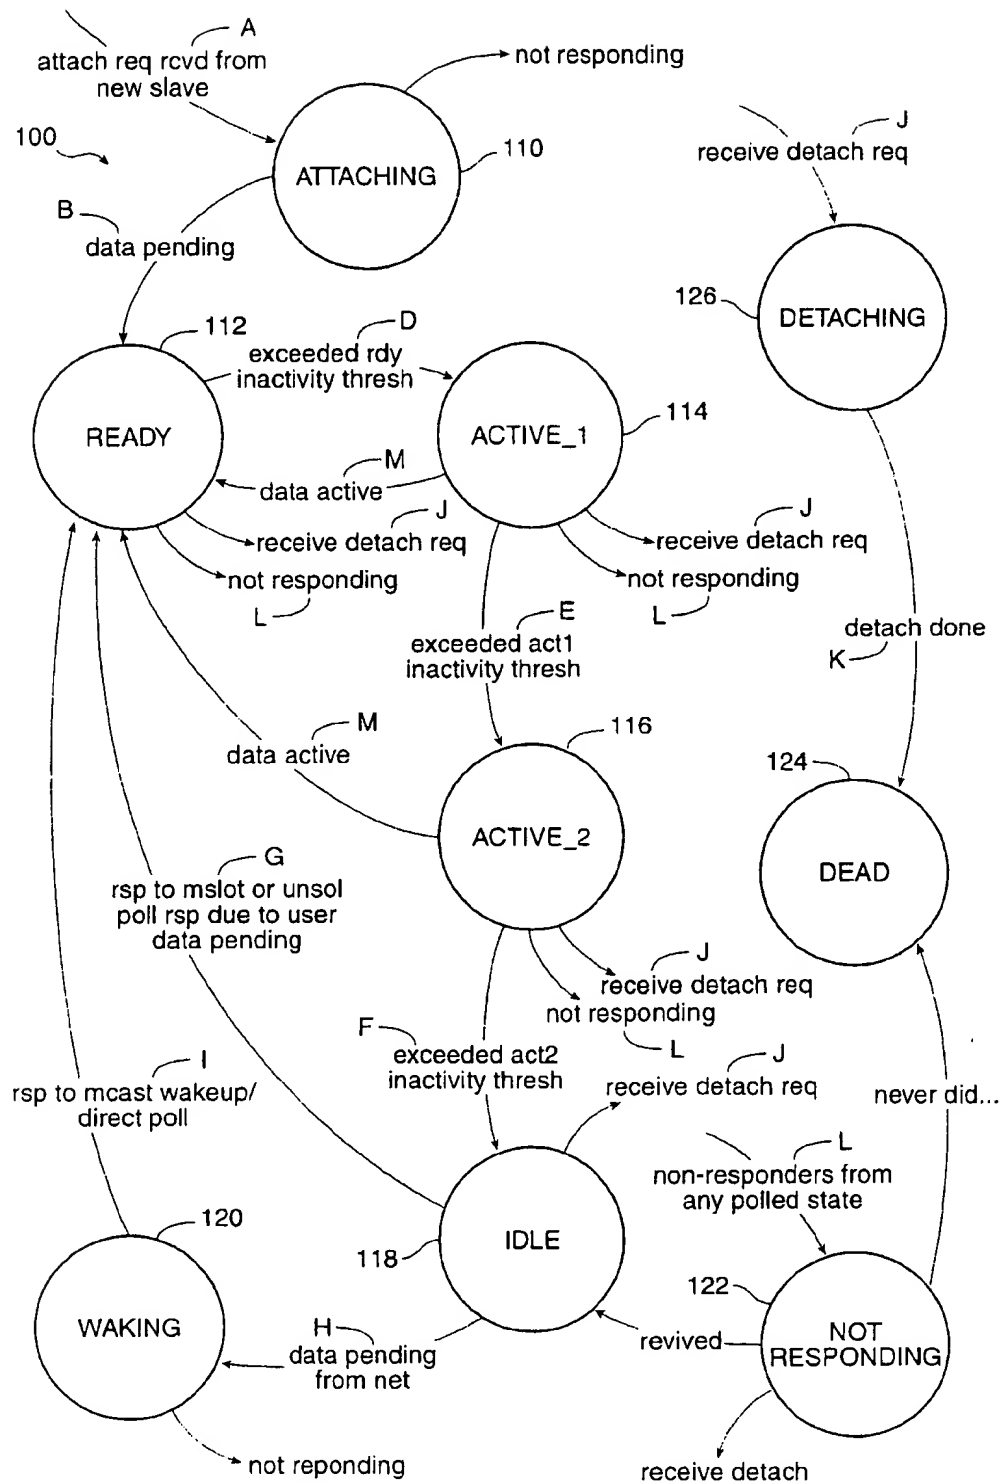 A
attach req rcvd from
new slave
not responding
100
ATTACHING
110
J
receive detach req
B
data pending
126
DETACHING
112
D
exceeded rdy
inactivity thresh
READY
ACTIVE_1
114
M
data active
J
receive detach req
not responding
L
J
receive detach req
not responding
L
E
exceeded act1
inactivity thresh
detach done
K
M
data active
116
124
ACTIVE_2
DEAD
G
rsp to mslot or unsol
poll rsp due to user
data pending
J
receive detach req
not responding
L
F
exceeded act2
inactivity thresh
J
receive detach req
never did...
I
rsp to mcast wakeup/
direct poll
L
non-responders from
any polled state
120
118
IDLE
122
WAKING
H
data pending
from net
revived
NOT
RESPONDING
not reponding
receive detach